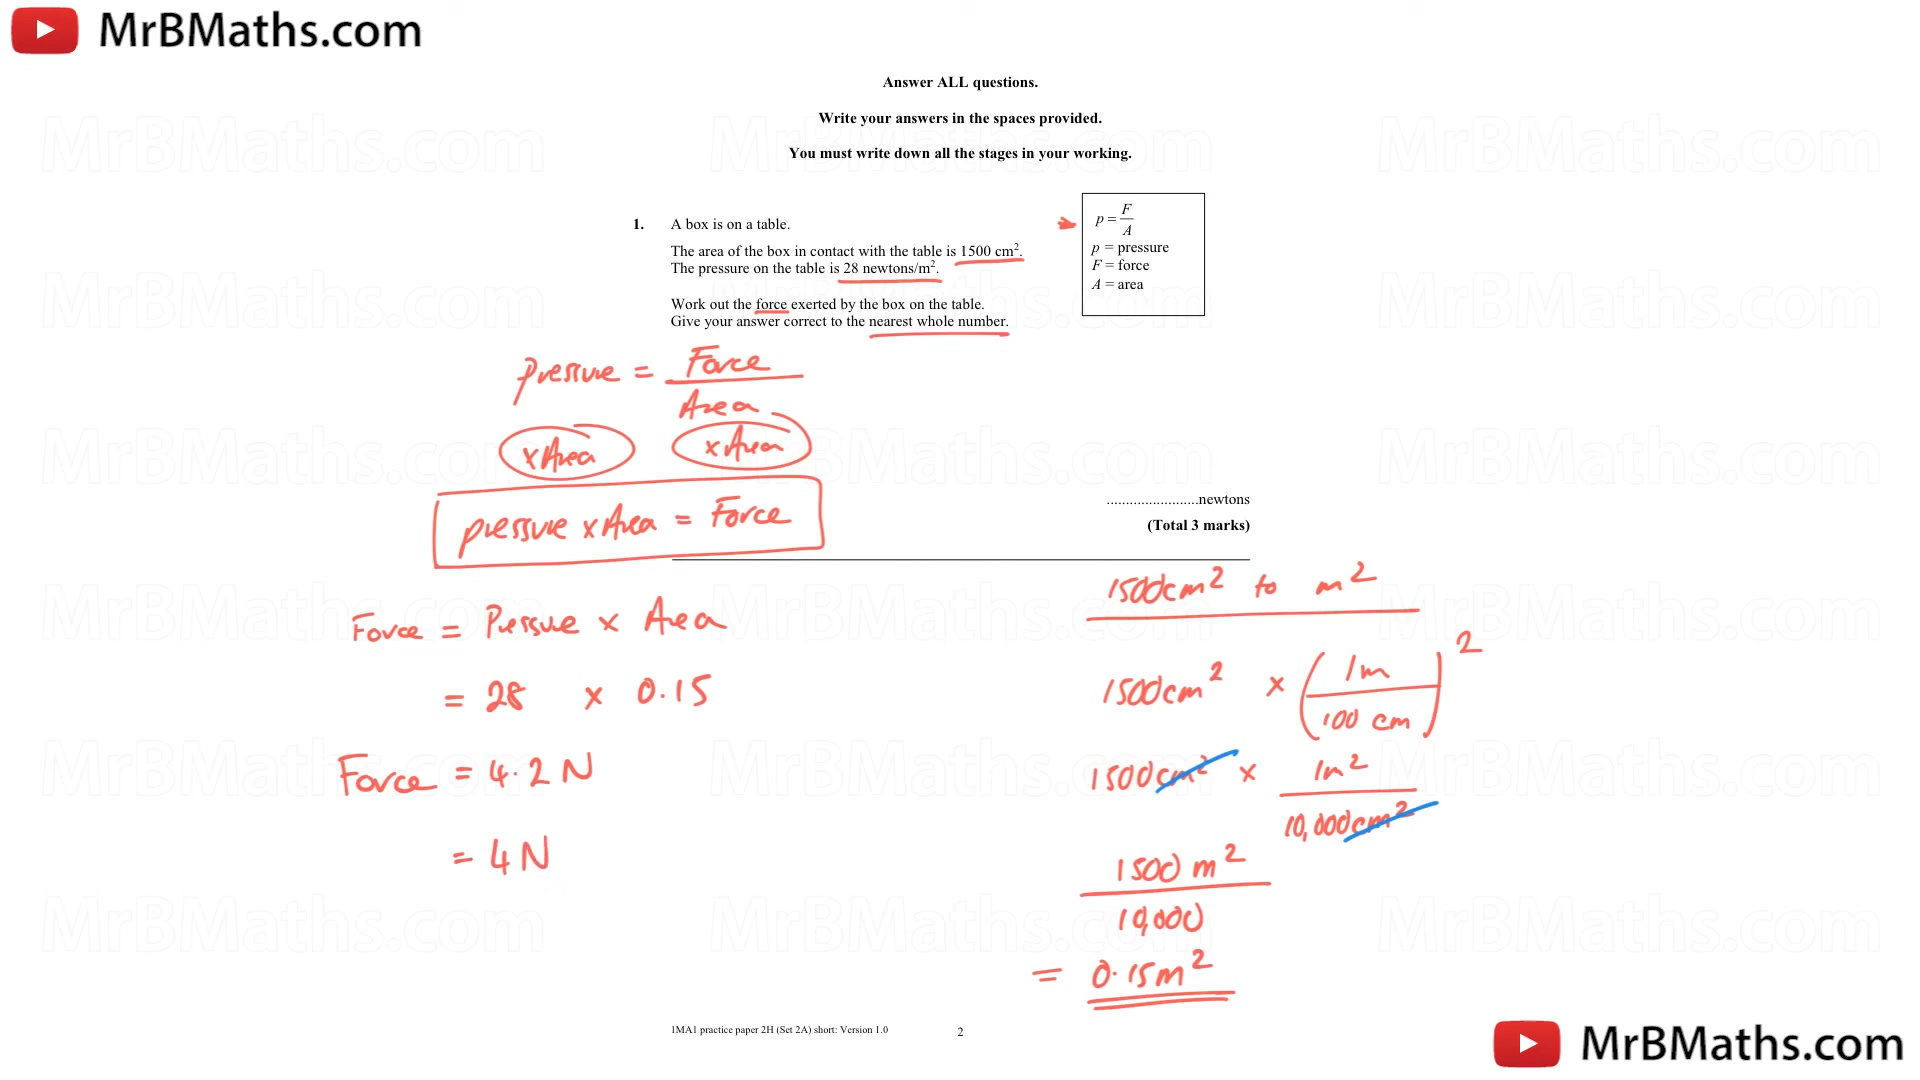 MrBMaths.com
Answer ALL questions.
Write your answers in the spaces provided.
You must write down all the stages in your working.
1. A box is on a table.
The area of the box in contact with the table is 1500 cm².
The pressure on the table is 28 newtons/m².
Work out the force exerted by the box on the table.
Give your answer correct to the nearest whole number.
p = F/A
p = pressure
F = force
A = area
pressure = Force / Area
×Area ×Area
pressure × Area = Force
........................newtons
(Total 3 marks)
Force = Pressure × Area
= 28 × 0.15
Force = 4.2 N
= 4 N
1500cm² to m²
1500cm² × (1m / 100 cm)²
1500cm² × 1m² / 10,000cm²
1500 m² / 10,000
= 0.15m²
1MA1 practice paper 2H (Set 2A) short: Version 1.0 2
MrBMaths.com